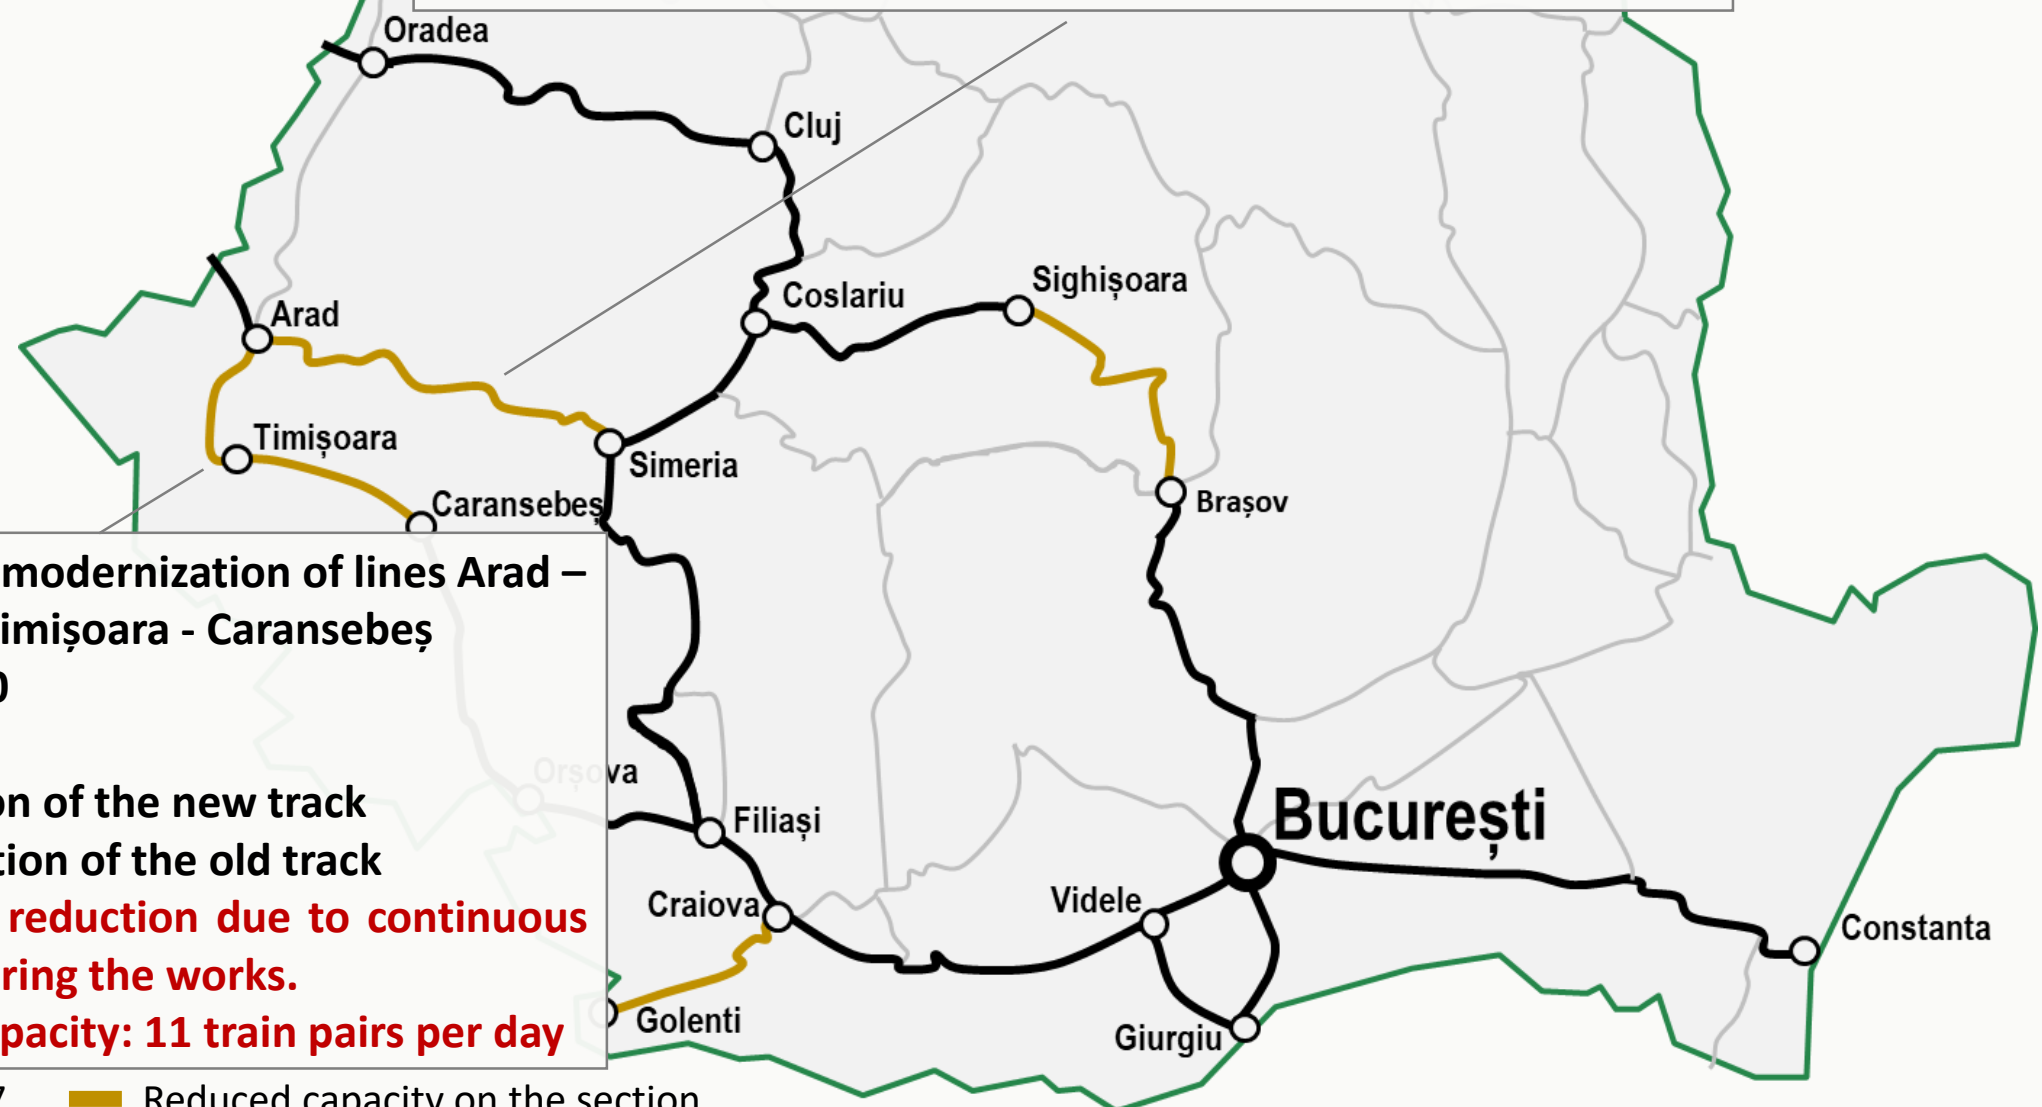 Oradea
Cluj
Sighișoara
Coslariu
Arad
Timișoara
Simeria
Caransebeș
Brașov
modernization of lines Arad –
imișoara - Caransebeș
0
Orșova
on of the new track
tion of the old track
reduction due to continuous
ring the works.
pacity: 11 train pairs per day
Filiași
București
Craiova
Videle
Constanta
Golenti
Giurgiu
7
Reduced capacity on the section